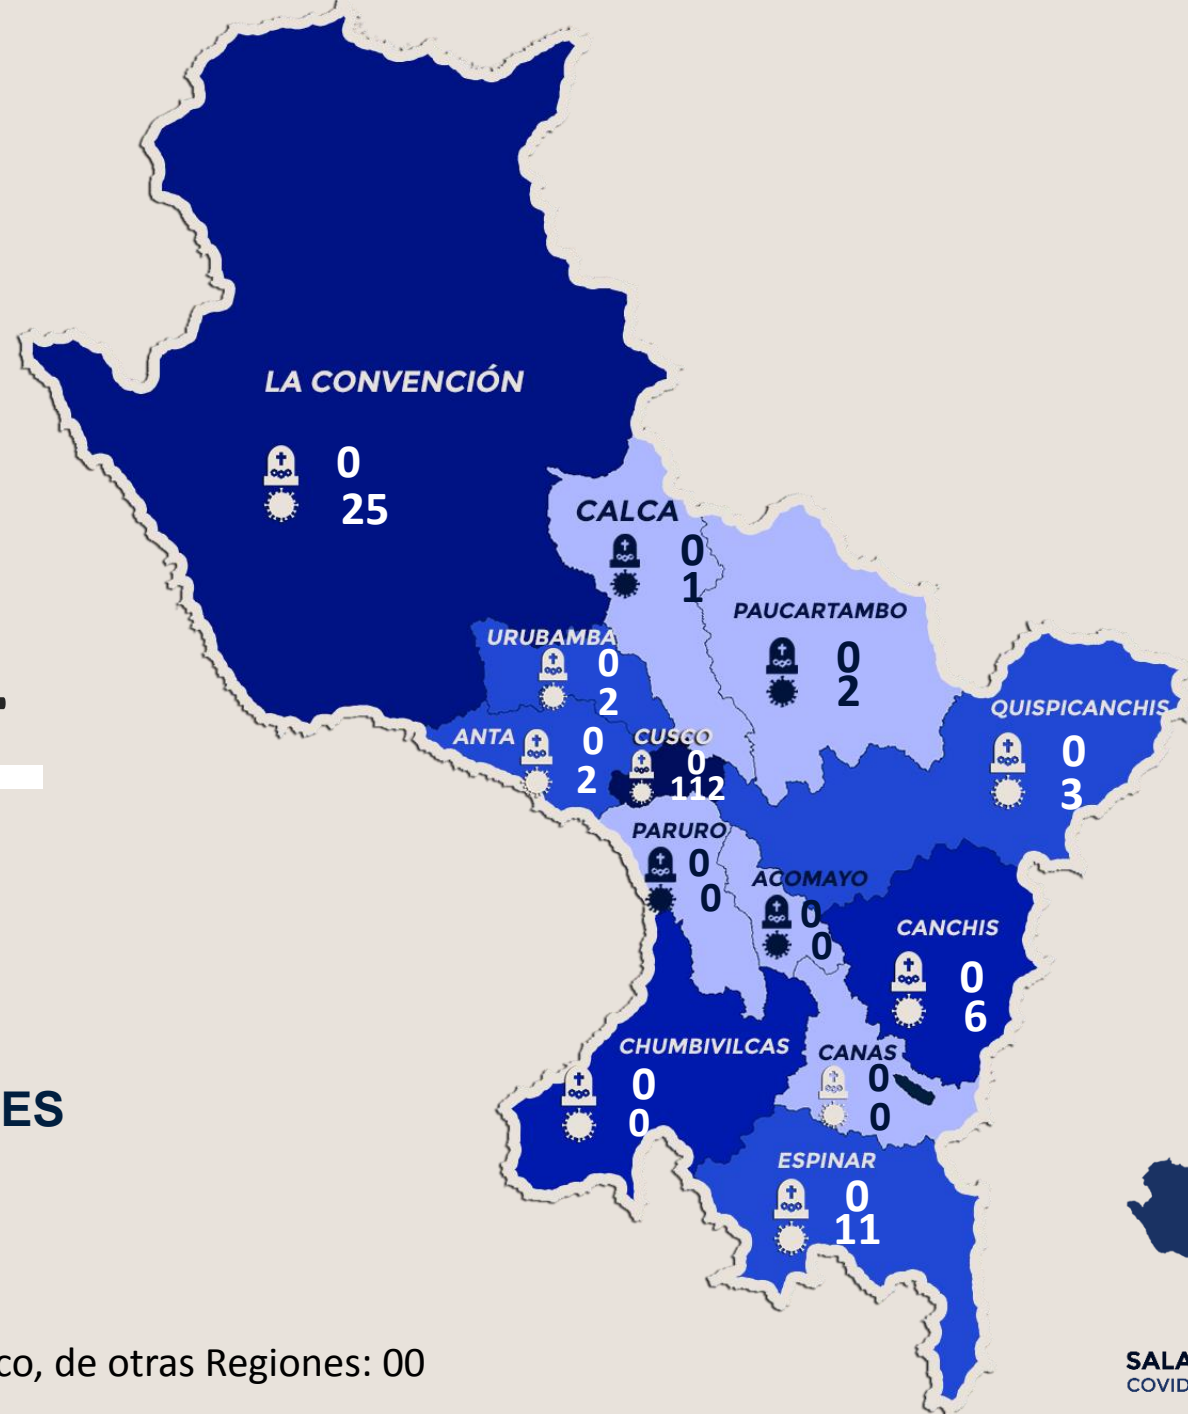 LA CONVENCIÓN
0
25
CALCA
0
1
PAUCARTAMBO
0
2
URUBAMBA
0
2
QUISPICANCHIS
0
3
ANTA
0
2
CUSCO
0
112
PARURO
0
0
ACOMAYO
0
0
CANCHIS
0
6
CHUMBIVILCAS
0
0
CANAS
0
0
ES
ESPINAR
0
11
co, de otras Regiones: 00
SALA
COVID